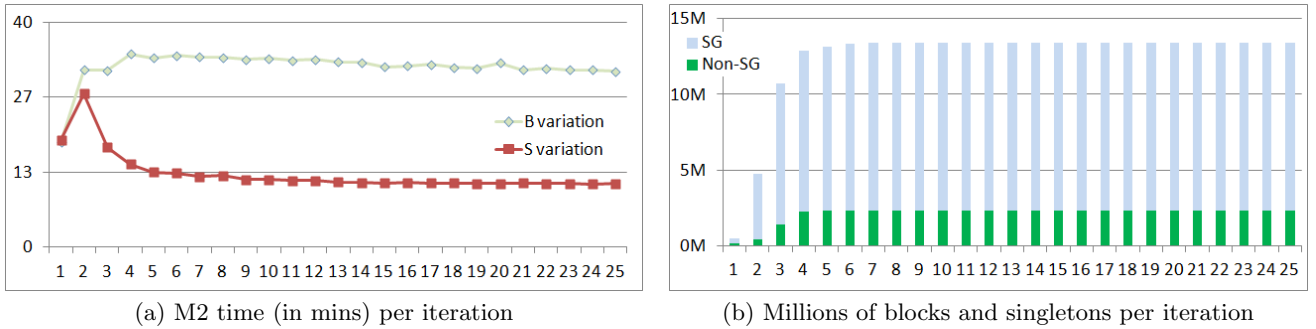 40
27
13
0
B variation
S variation
1 2 3 4 5 6 7 8 9 10 11 12 13 14 15 16 17 18 19 20 21 22 23 24 25
(a) M2 time (in mins) per iteration
15M
10M
5M
0M
SG
Non-SG
1 2 3 4 5 6 7 8 9 10 11 12 13 14 15 16 17 18 19 20 21 22 23 24 25
(b) Millions of blocks and singletons per iteration